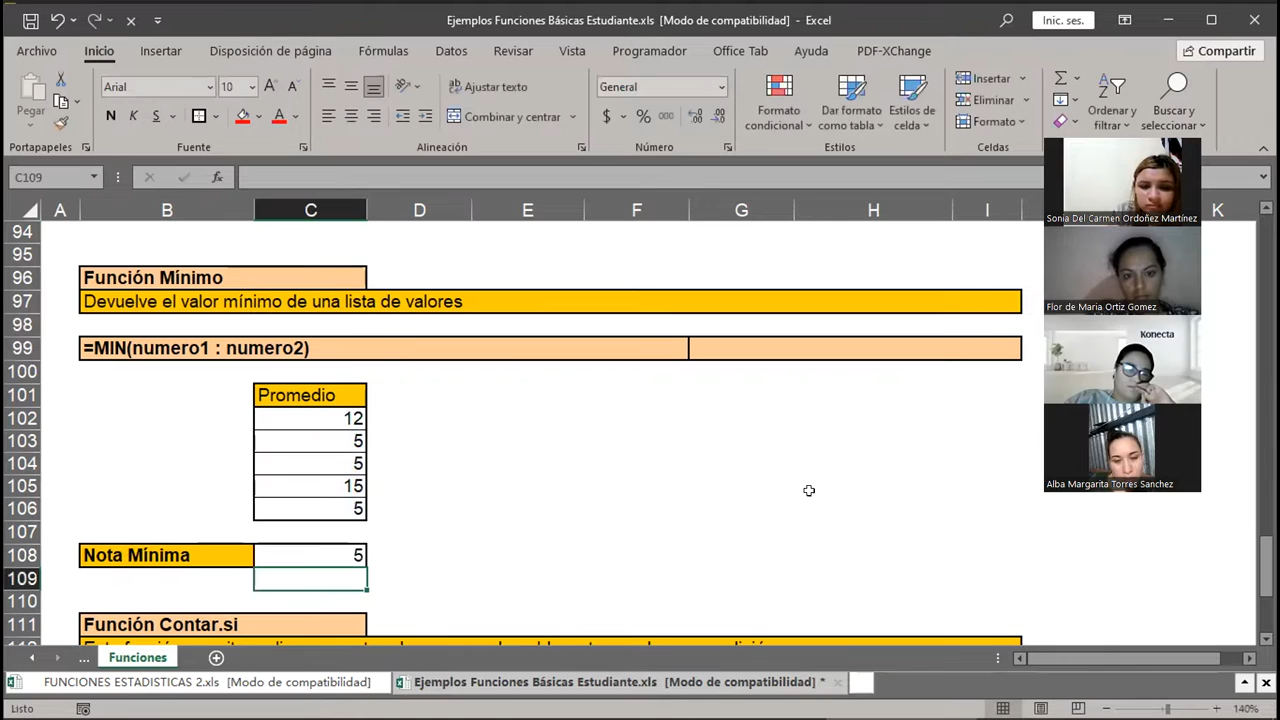 Ejemplos Funciones Básicas Estudiante.xls [Modo de compatibilidad] - Excel
Inic. ses.
Archivo Inicio Insertar Disposición de página Fórmulas Datos Revisar Vista Programador Office Tab Ayuda PDF-XChange Compartir
Pegar
Portapapeles
Arial 10
N K S
Fuente
Ajustar texto
Combinar y centrar
Alineación
General
$ % 000
Número
Formato condicional
Dar formato como tabla
Estilos de celda
Estilos
Insertar
Eliminar
Formato
Celdas
Ordenar y filtrar
Buscar y seleccionar
C109
fx
A B C D E F G H I K
94
95
96 Función Mínimo
97 Devuelve el valor mínimo de una lista de valores
98
99 =MIN(numero1 : numero2)
100
101 Promedio
102 12
103 5
104 5
105 15
106 5
107
108 Nota Mínima 5
109
110
111 Función Contar.si
Sonia Del Carmen Ordoñez Martínez
Flor de Maria Ortiz Gomez
Konecta
Alba Margarita Torres Sanchez
... Funciones
FUNCIONES ESTADISTICAS 2.xls [Modo de compatibilidad]
Ejemplos Funciones Básicas Estudiante.xls [Modo de compatibilidad] *
Listo
140%